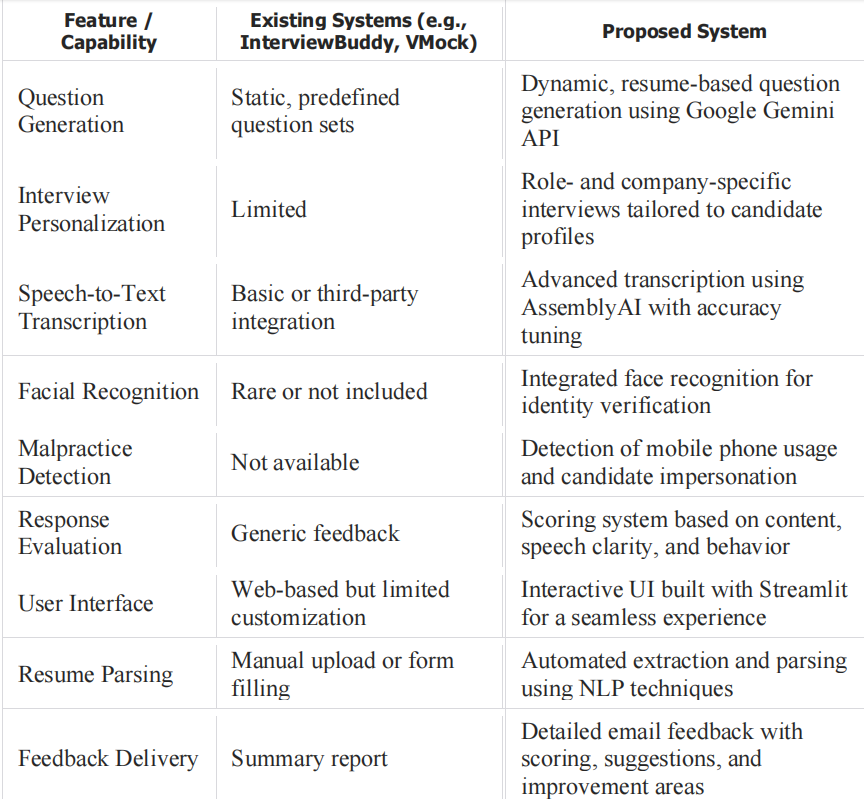 Feature / Capability
Existing Systems (e.g., InterviewBuddy, VMock)
Proposed System
Question Generation
Static, predefined question sets
Dynamic, resume-based question generation using Google Gemini API
Interview Personalization
Limited
Role- and company-specific interviews tailored to candidate profiles
Speech-to-Text Transcription
Basic or third-party integration
Advanced transcription using AssemblyAI with accuracy tuning
Facial Recognition
Rare or not included
Integrated face recognition for identity verification
Malpractice Detection
Not available
Detection of mobile phone usage and candidate impersonation
Response Evaluation
Generic feedback
Scoring system based on content, speech clarity, and behavior
User Interface
Web-based but limited customization
Interactive UI built with Streamlit for a seamless experience
Resume Parsing
Manual upload or form filling
Automated extraction and parsing using NLP techniques
Feedback Delivery
Summary report
Detailed email feedback with scoring, suggestions, and improvement areas